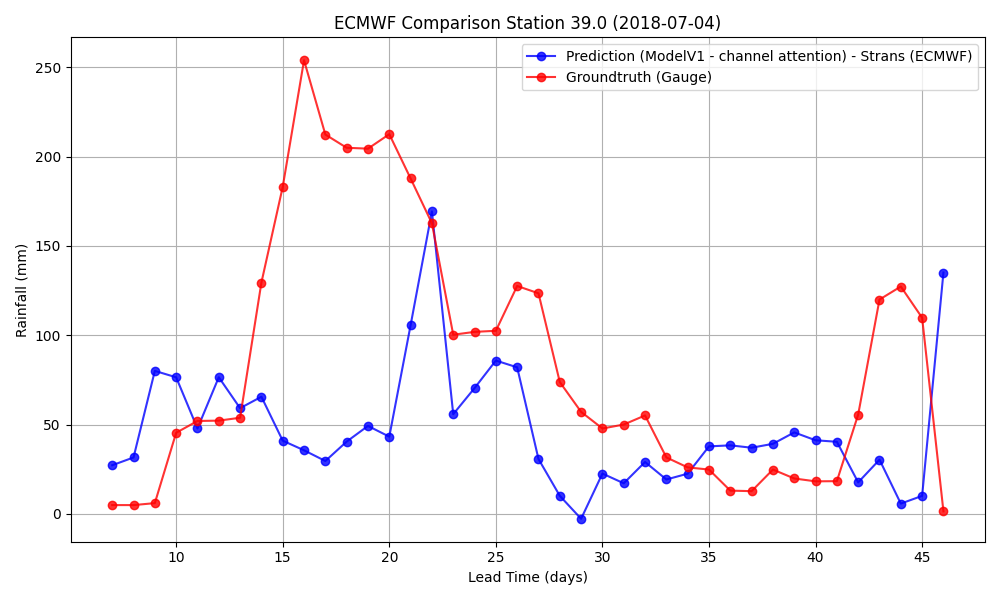 ECMWF Comparison Station 39.0 (2018-07-04)
Prediction (ModelV1 - channel attention) - Strans (ECMWF)
Groundtruth (Gauge)
250
200
150
100
50
0
Rainfall (mm)
10 15 20 25 30 35 40 45
Lead Time (days)